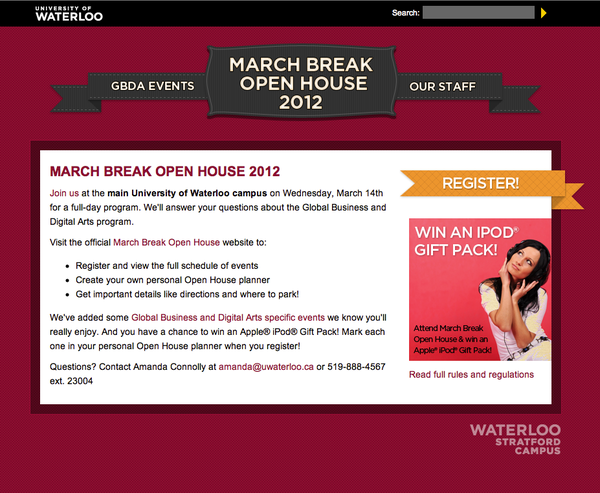 UNIVERSITY OF
WATERLOO
Search:
GBDA EVENTS
MARCH BREAK
OPEN HOUSE
2012
OUR STAFF
MARCH BREAK OPEN HOUSE 2012
Join us at the main University of Waterloo campus on Wednesday, March 14th
for a full-day program. We'll answer your questions about the Global Business and
Digital Arts program.
Visit the official March Break Open House website to:
• Register and view the full schedule of events
• Create your own personal Open House planner
• Get important details like directions and where to park!
We've added some Global Business and Digital Arts specific events we know you'll
really enjoy. And you have a chance to win an Apple® iPod® Gift Pack! Mark each
one in your personal Open House planner when you register!
Questions? Contact Amanda Connolly at amanda@uwaterloo.ca or 519-888-4567
ext. 23004
REGISTER!
WIN AN IPOD®
GIFT PACK!
Attend March Break
Open House & win an
Apple® iPod® Gift Pack!
Read full rules and regulations
WATERLOO
STRATFORD
CAMPUS